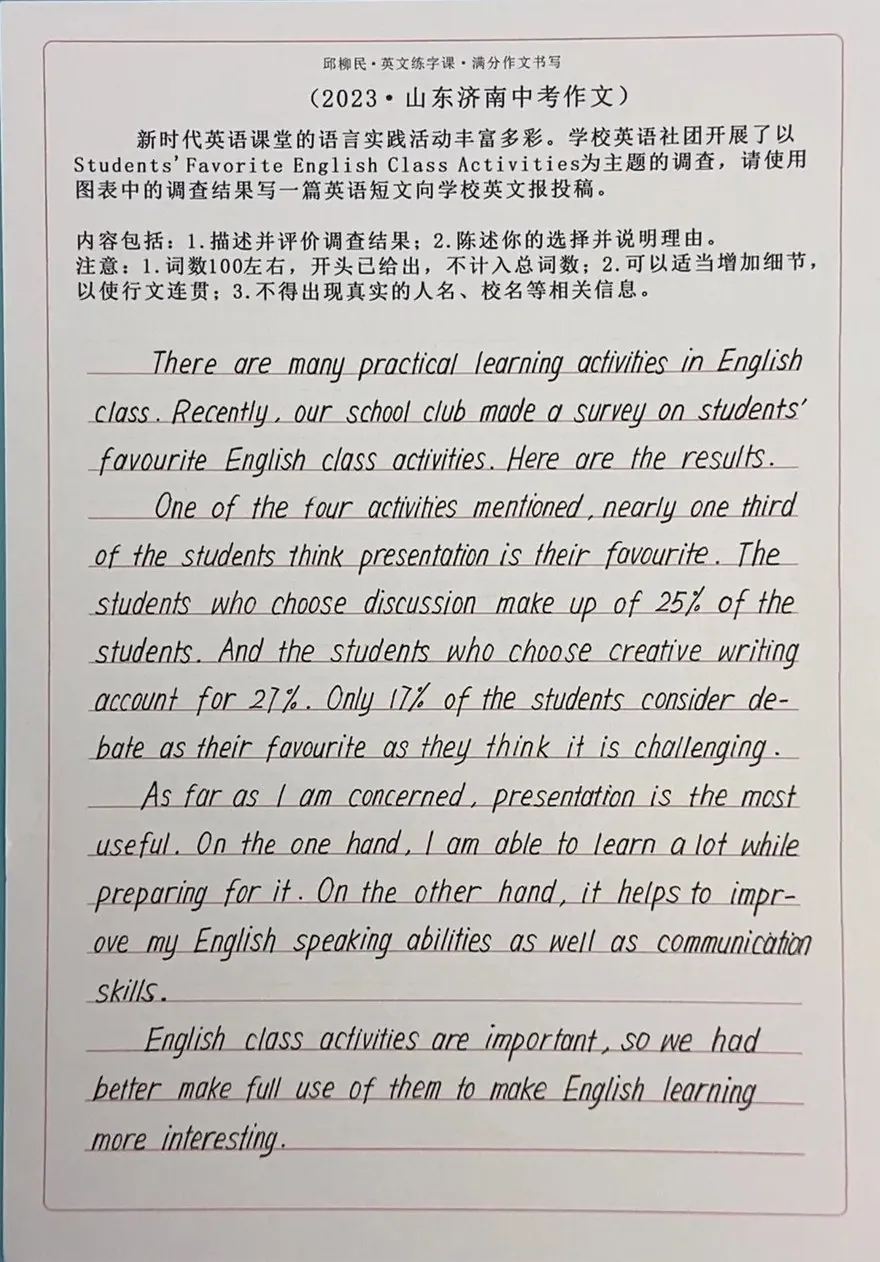 邱柳民·英文练字课·满分作文书写
（2023·山东济南中考作文）
新时代英语课堂的语言实践活动丰富多彩。学校英语社团开展了以
Students'Favorite English Class Activities为主题的调查，请使用
图表中的调查结果写一篇英语短文向学校英文报投稿。
内容包括：1.描述并评价调查结果；2.陈述你的选择并说明理由。
注意：1.词数100左右，开头已给出，不计入总词数；2.可以适当增加细节，
以使行文连贯；3.不得出现真实的人名、校名等相关信息。
There are many practical learning activities in English
class. Recently, our school club made a survey on students'
favourite English class activities. Here are the results.
One of the four activities mentioned, nearly one third
of the students think presentation is their favourite. The
students who choose discussion make up of 25% of the
students. And the students who choose creative writing
account for 27%. Only 17% of the students consider de-
bate as their favourite as they think it is challenging.
As far as I am concerned, presentation is the most
useful. On the one hand, I am able to learn a lot while
preparing for it. On the other hand, it helps to impr-
ove my English speaking abilities as well as communication
skills.
English class activities are important, so we had
better make full use of them to make English learning
more interesting.